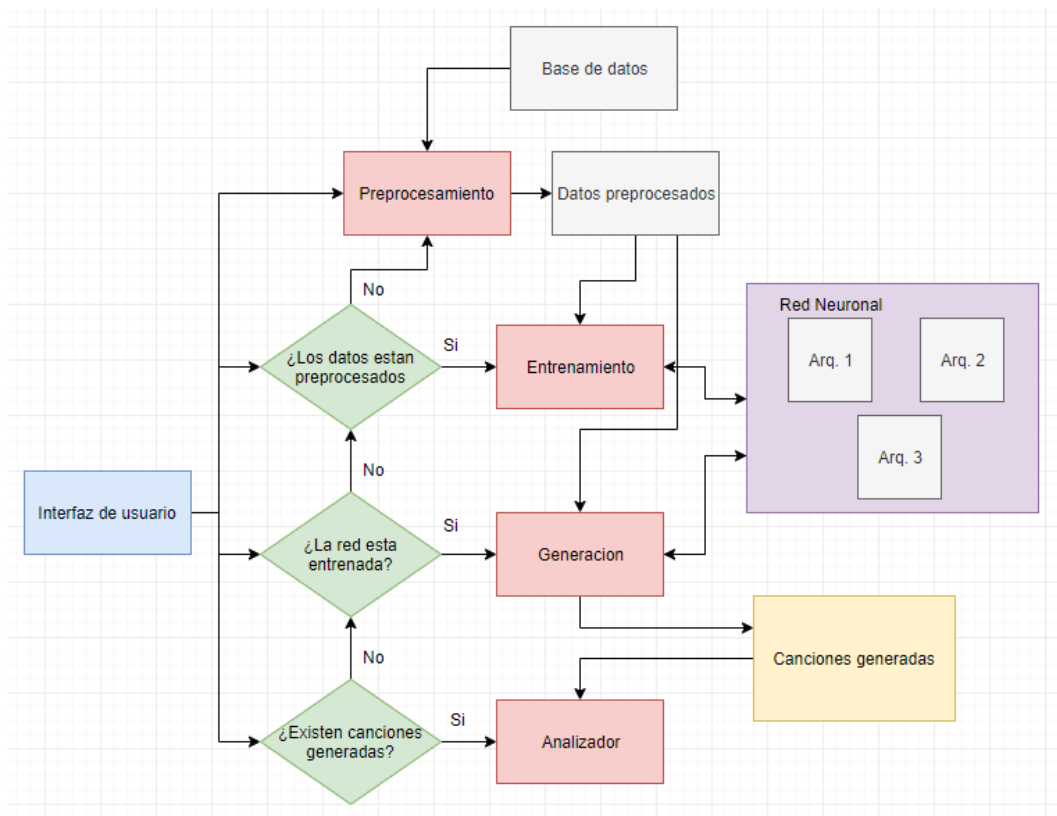 Base de datos
Preprocesamiento
Datos preprocesados
No
Red Neuronal
¿Los datos estan
preprocesados
Si
Entrenamiento
Arq. 1
Arq. 2
Arq. 3
No
Interfaz de usuario
¿La red esta
entrenada?
Si
Generacion
No
Canciones generadas
¿Existen canciones
generadas?
Si
Analizador